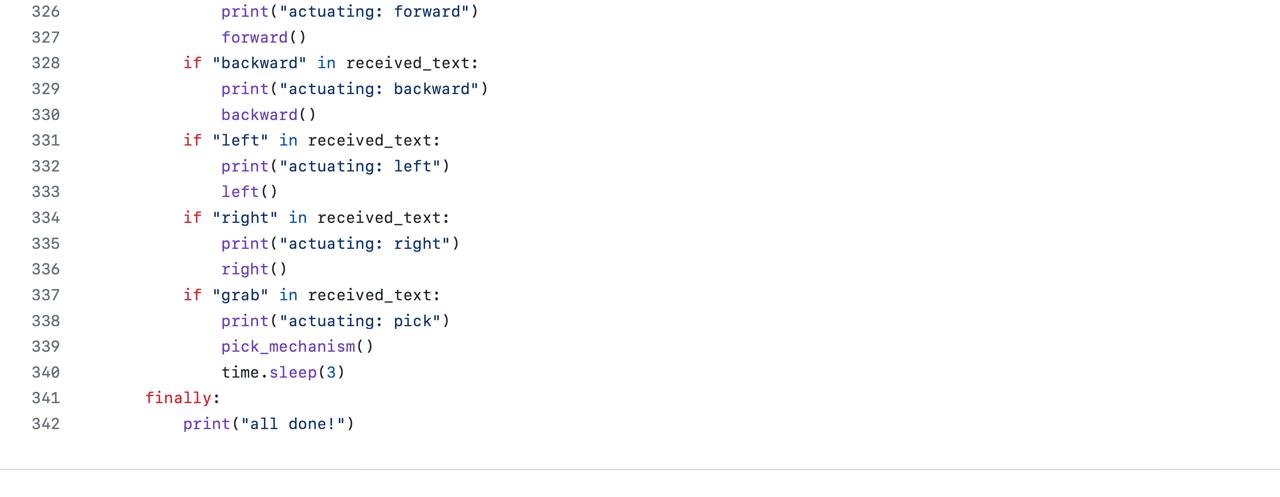 326                 print("actuating: forward")
327                 forward()
328             if "backward" in received_text:
329                 print("actuating: backward")
330                 backward()
331             if "left" in received_text:
332                 print("actuating: left")
333                 left()
334             if "right" in received_text:
335                 print("actuating: right")
336                 right()
337             if "grab" in received_text:
338                 print("actuating: pick")
339                 pick_mechanism()
340                 time.sleep(3)
341         finally:
342             print("all done!")